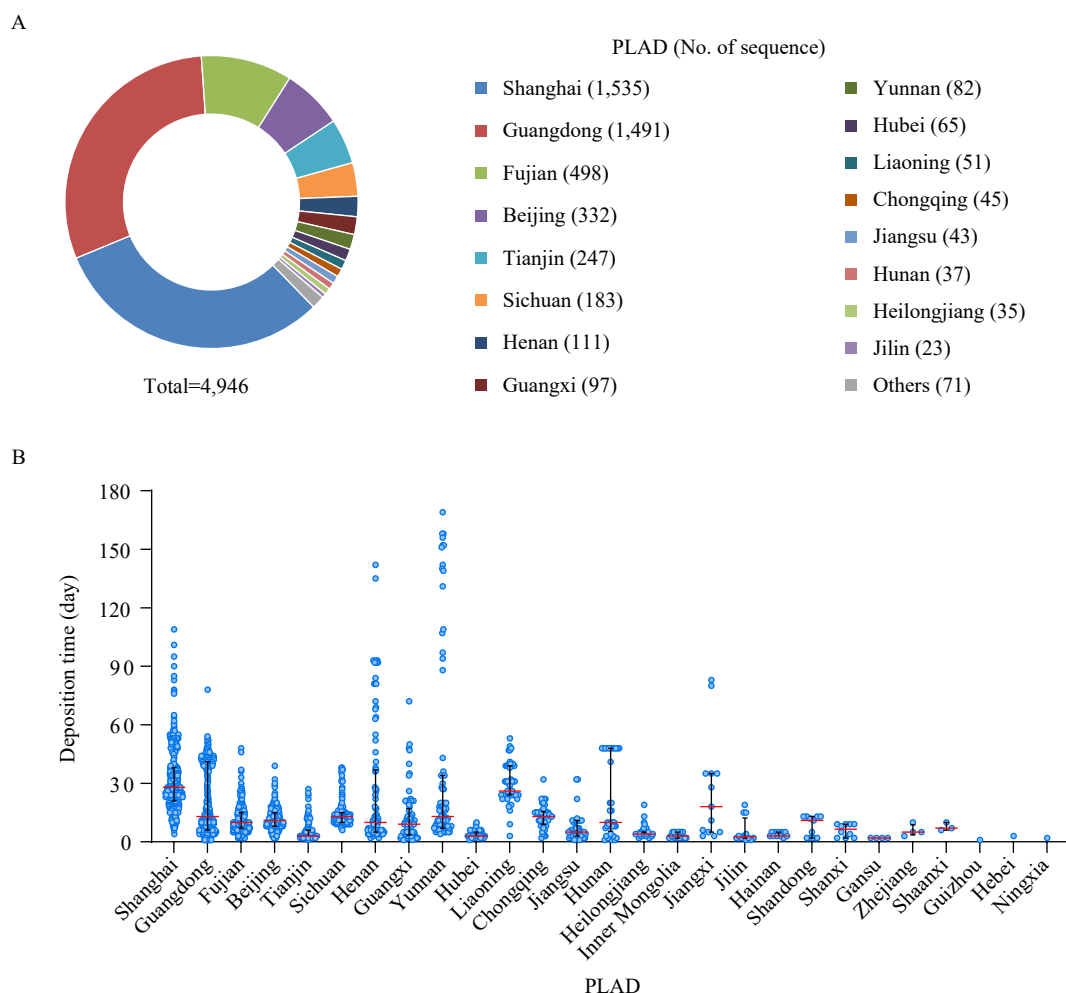 A
PLAD (No. of sequence)
Shanghai (1,535)
Guangdong (1,491)
Fujian (498)
Beijing (332)
Tianjin (247)
Sichuan (183)
Henan (111)
Guangxi (97)
Yunnan (82)
Hubei (65)
Liaoning (51)
Chongqing (45)
Jiangsu (43)
Hunan (37)
Heilongjiang (35)
Jilin (23)
Others (71)
Total=4,946
B
Deposition time (day)
180
150
120
90
60
30
0
Shanghai
Guangdong
Fujian
Beijing
Tianjin
Sichuan
Henan
Guangxi
Yunnan
Hubei
Liaoning
Chongqing
Jiangsu
Hunan
Heilongjiang
Inner Mongolia
Jiangxi
Jilin
Hainan
Shandong
Shanxi
Gansu
Zhejiang
Shaanxi
Guizhou
Hebei
Ningxia
PLAD